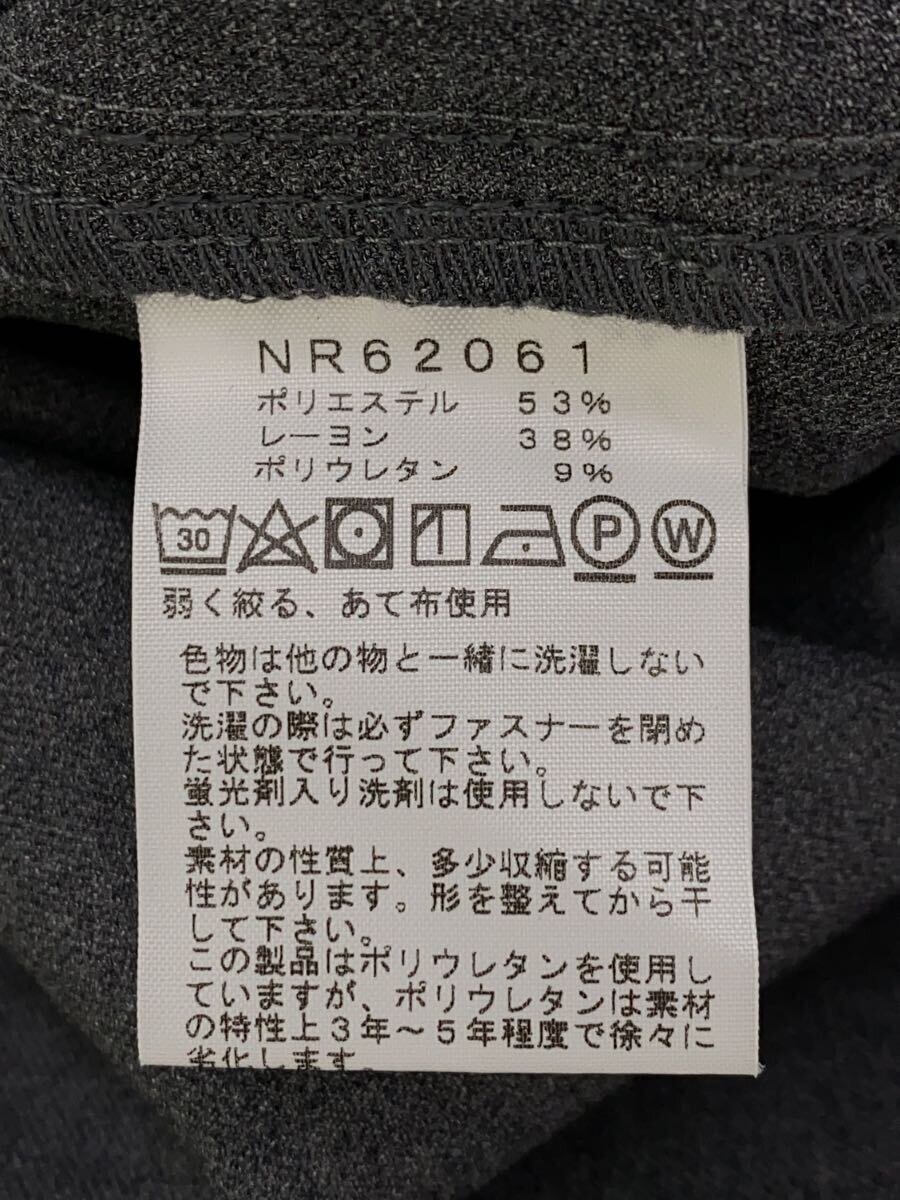 NR62061
ポリエステル 53%
レーヨン 38%
ポリウレタン 9%
30 P W
弱く絞る、あて布使用
色物は他の物と一緒に洗濯しない
で下さい。
洗濯の際は必ずファスナーを閉め
た状態で行って下さい。
蛍光剤入り洗剤は使用しないで下
さい。
素材の性質上、多少収縮する可能
性があります。形を整えてから干
して下さい。
この製品はポリウレタンを使用し
ていますが、ポリウレタンは素材
の特性上3年～5年程度で徐々に
劣化します。